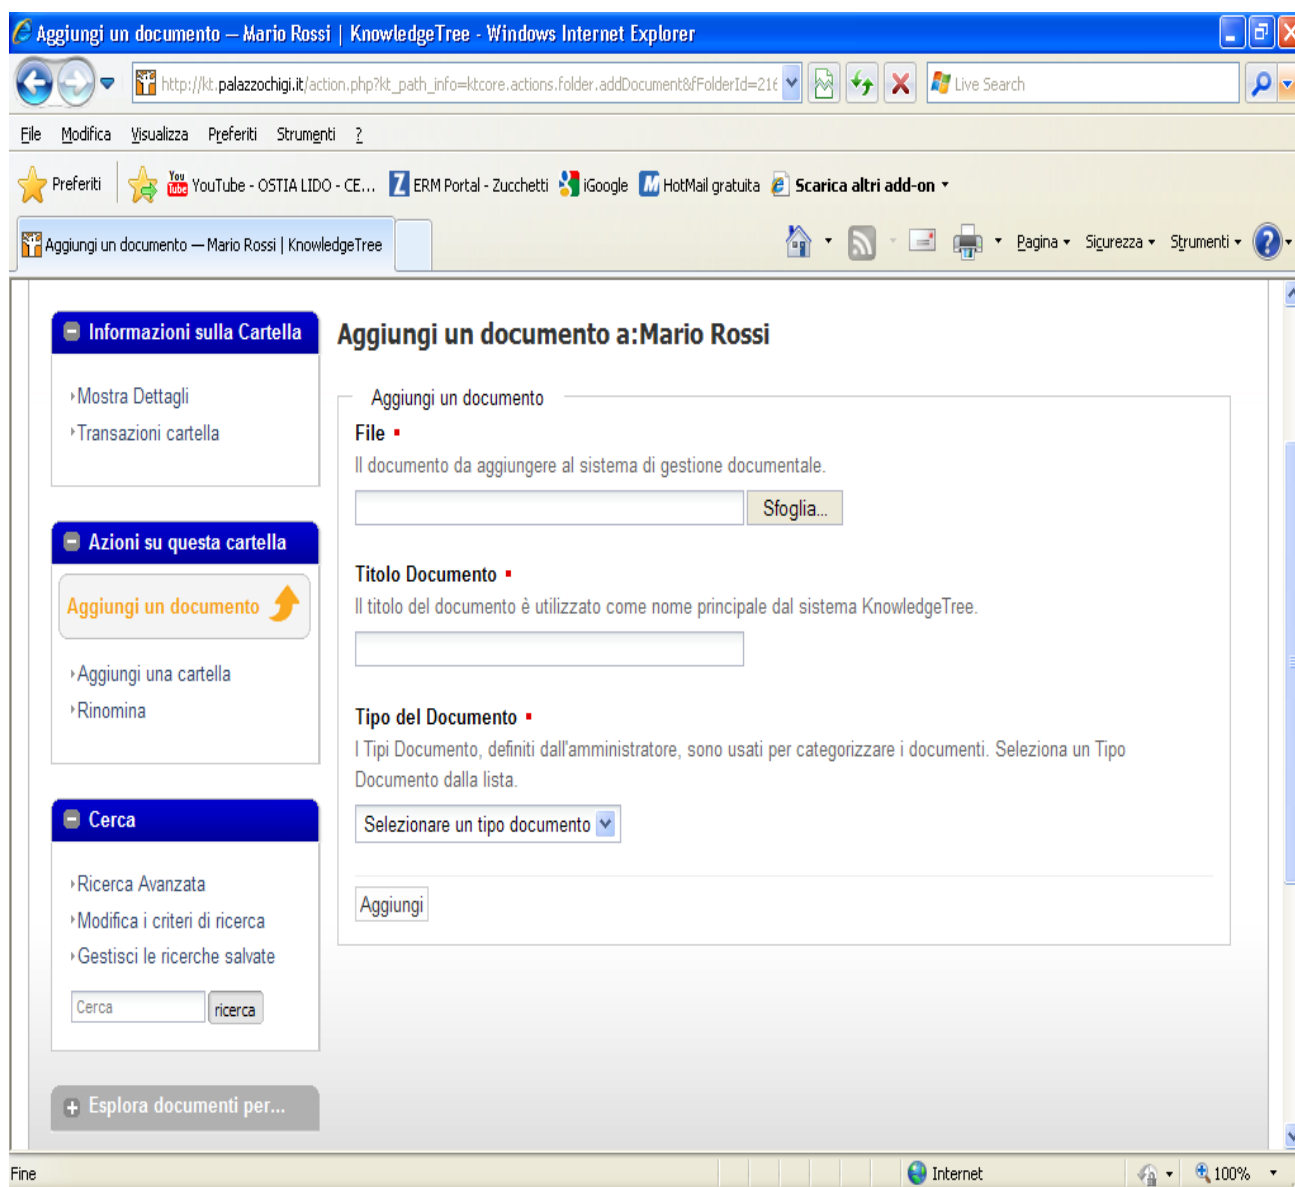 Aggiungi un documento — Mario Rossi | KnowledgeTree - Windows Internet Explorer
http://kt.palazzochigi.it/action.php?kt_path_info=ktcore.actions.folder.addDocument&fFolderId=216
Live Search
File Modifica Visualizza Preferiti Strumenti ?
Preferiti YouTube - OSTIA LIDO - CE... ERM Portal - Zucchetti iGoogle HotMail gratuita Scarica altri add-on
Aggiungi un documento — Mario Rossi | KnowledgeTree
Pagina Sicurezza Strumenti
Informazioni sulla Cartella
Mostra Dettagli
Transazioni cartella
Azioni su questa cartella
Aggiungi un documento
Aggiungi una cartella
Rinomina
Cerca
Ricerca Avanzata
Modifica i criteri di ricerca
Gestisci le ricerche salvate
Cerca ricerca
Esplora documenti per...
Aggiungi un documento a:Mario Rossi
Aggiungi un documento
File
Il documento da aggiungere al sistema di gestione documentale.
Sfoglia...
Titolo Documento
Il titolo del documento è utilizzato come nome principale dal sistema KnowledgeTree.
Tipo del Documento
I Tipi Documento, definiti dall'amministratore, sono usati per categorizzare i documenti. Seleziona un Tipo
Documento dalla lista.
Selezionare un tipo documento
Aggiungi
Fine Internet 100%